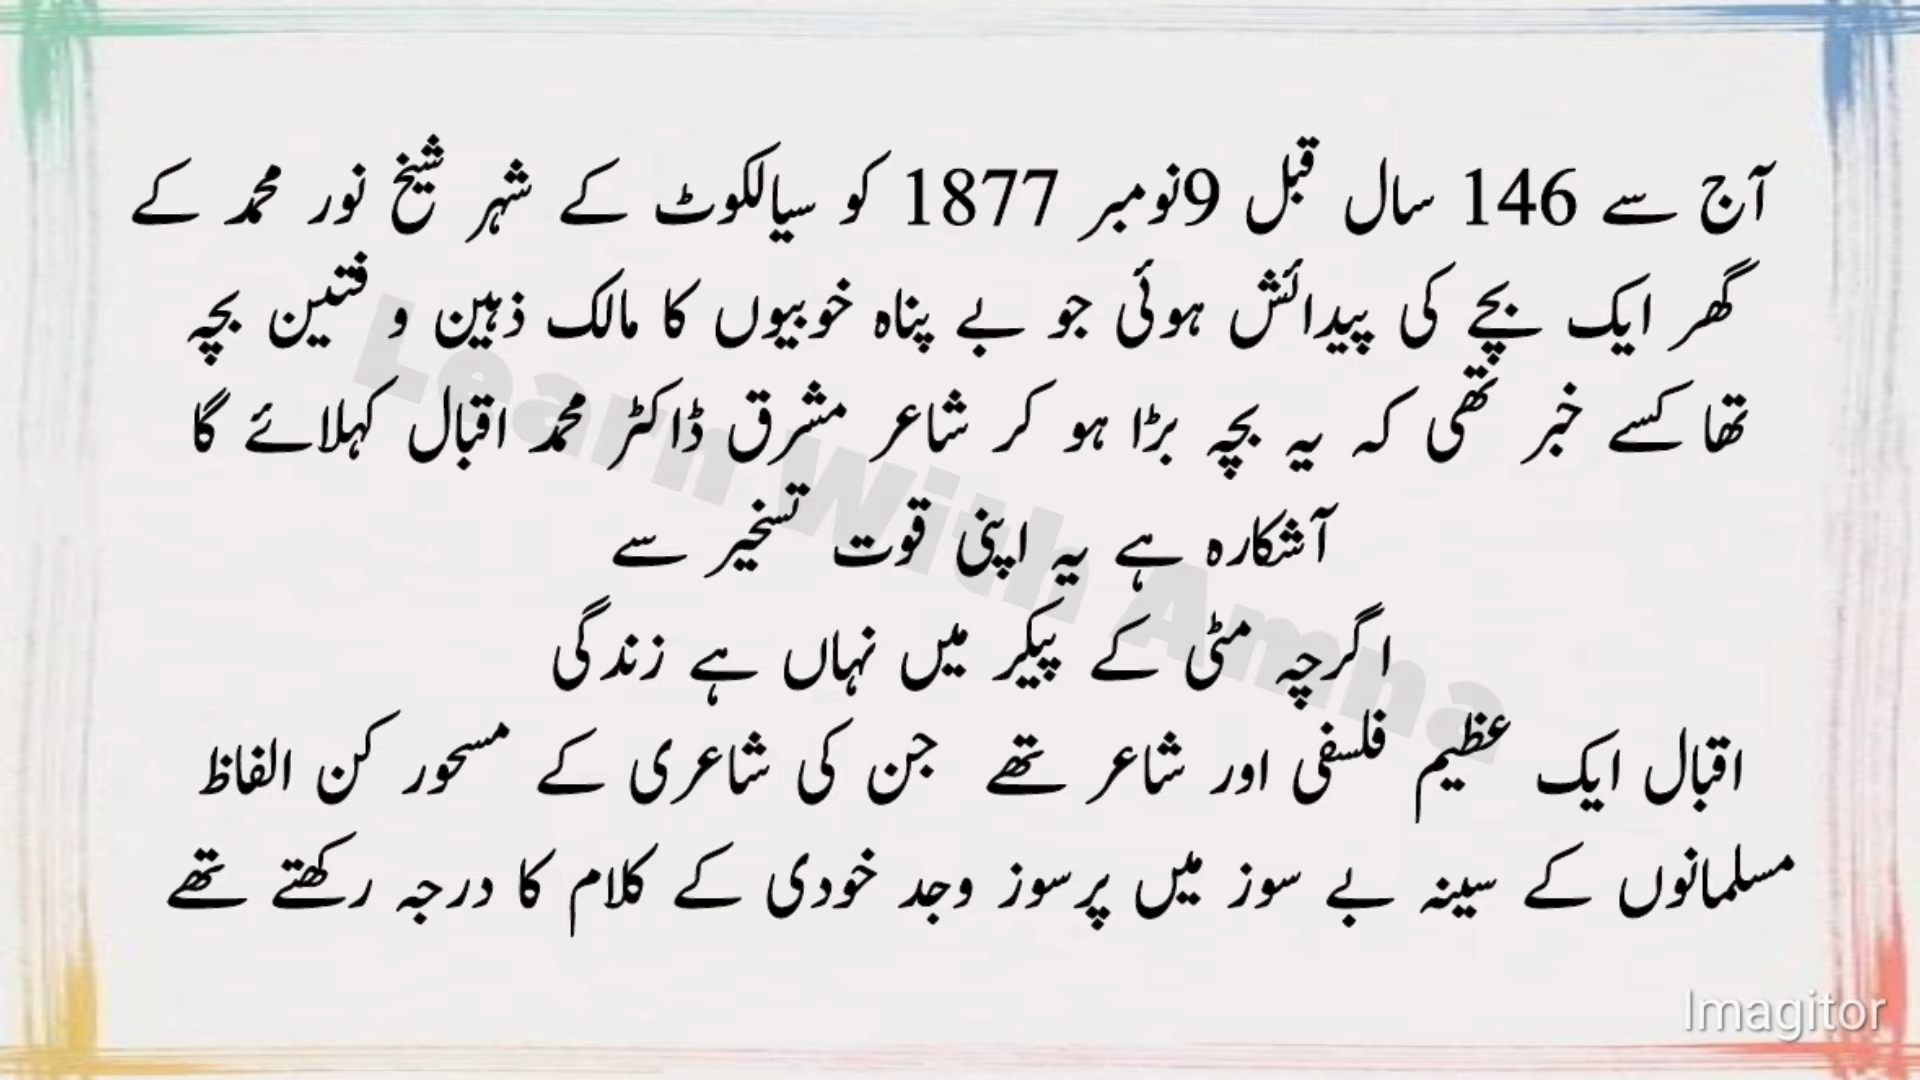 آج سے 146 سال قبل 9نومبر 1877 کو سیالکوٹ کے شہر شیخ نور محمد کے
گھر ایک بچے کی پیدائش ہوئی جو بے پناہ خوبیوں کا مالک ذہین و فتین بچہ
تھا کسے خبر تھی کہ یہ بچہ بڑا ہو کر شاعر مشرق ڈاکٹر محمد اقبال کہلائے گا
آشکارہ ہے یہ اپنی قوت تسخیر سے
اگرچہ مٹی کے پیکر میں نہاں ہے زندگی
اقبال ایک عظیم فلسفی اور شاعر تھے جن کی شاعری کے مسحور کن الفاظ
مسلمانوں کے سینہ بے سوز میں پرسوز وجد خودی کے کلام کا درجہ رکھتے تھے
Learn With Amna
Imagitor